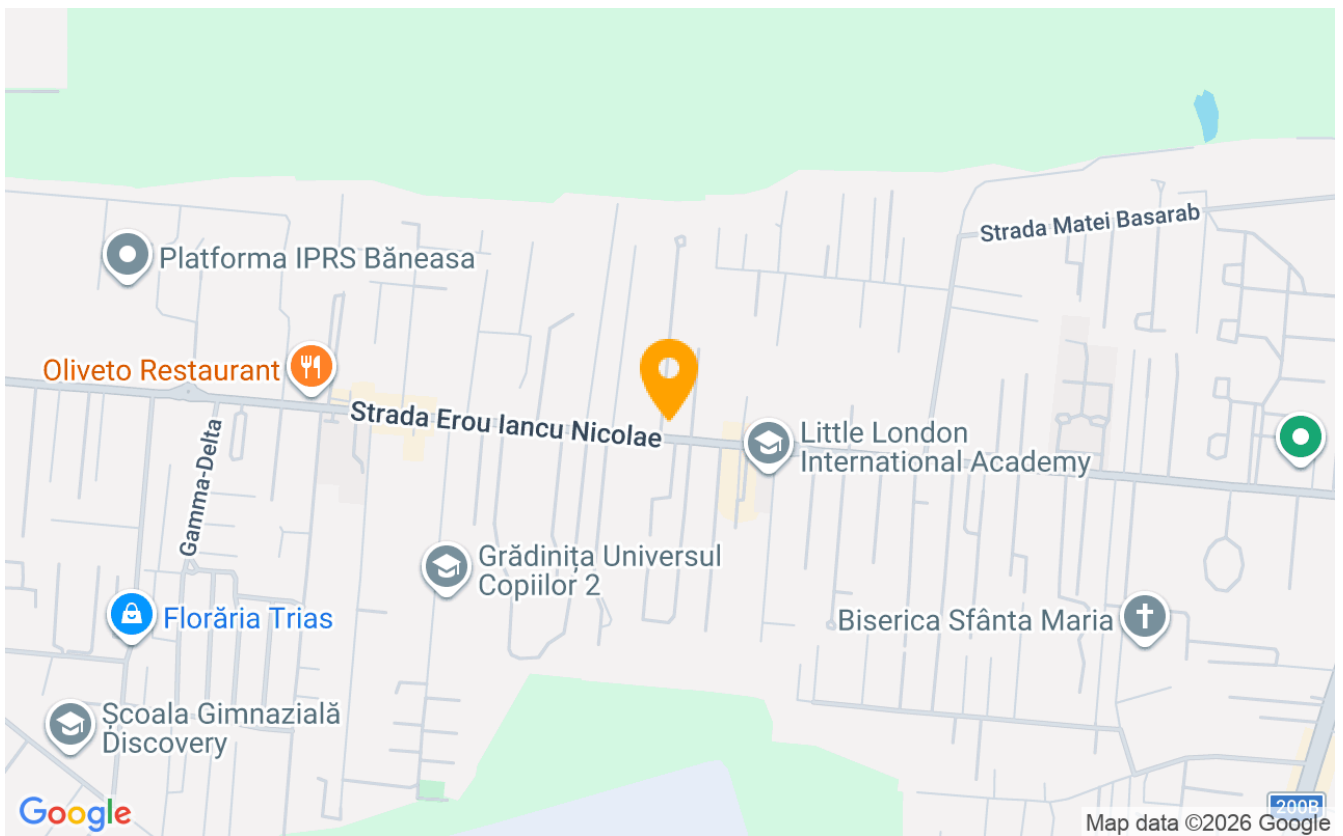 Strada Matei Basarab
Platforma IPRS Băneasa
Oliveto Restaurant
Strada Erou Iancu Nicolae
Little London
International Academy
Gamma-Delta
Grădinița Universul
Copiilor 2
Florăria Trias
Biserica Sfânta Maria
Școala Gimnazială
Discovery
Google
200B
Map data ©2026 Google